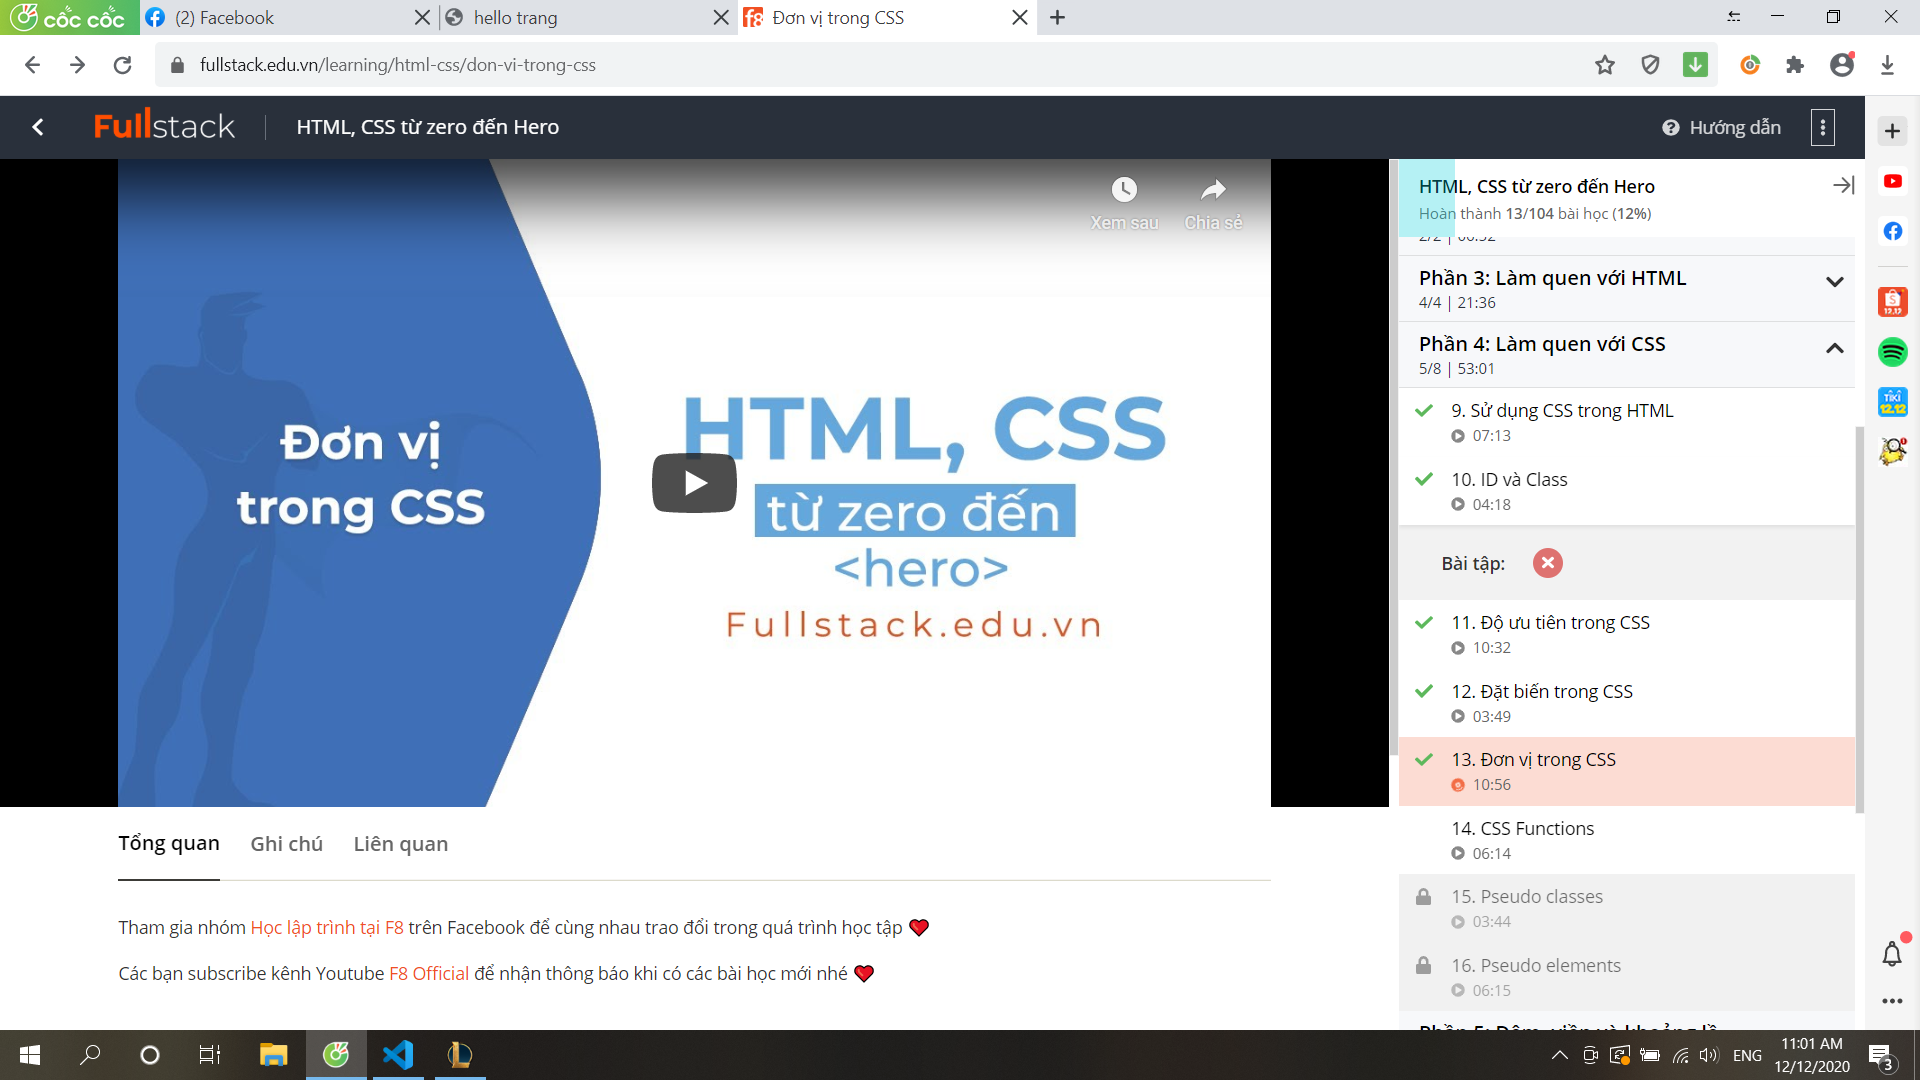 cốc cốc
(2) Facebook
hello trang
f8 Đơn vị trong CSS
fullstack.edu.vn/learning/html-css/don-vi-trong-css
Fullstack
HTML, CSS từ zero đến Hero
Hướng dẫn
Xem sau
Chia sẻ
Đơn vị
trong CSS
HTML, CSS
từ zero đến
<hero>
Fullstack.edu.vn
Tổng quan
Ghi chú
Liên quan
Tham gia nhóm Học lập trình tại F8 trên Facebook để cùng nhau trao đổi trong quá trình học tập
Các bạn subscribe kênh Youtube F8 Official để nhận thông báo khi có các bài học mới nhé
HTML, CSS từ zero đến Hero
Hoàn thành 13/104 bài học (12%)
Phần 3: Làm quen với HTML
4/4 | 21:36
Phần 4: Làm quen với CSS
5/8 | 53:01
9. Sử dụng CSS trong HTML
07:13
10. ID và Class
04:18
Bài tập:
11. Độ ưu tiên trong CSS
10:32
12. Đặt biến trong CSS
03:49
13. Đơn vị trong CSS
10:56
14. CSS Functions
06:14
15. Pseudo classes
03:44
16. Pseudo elements
06:15
12.12
TIKI
12.12
ENG
11:01 AM
12/12/2020
3